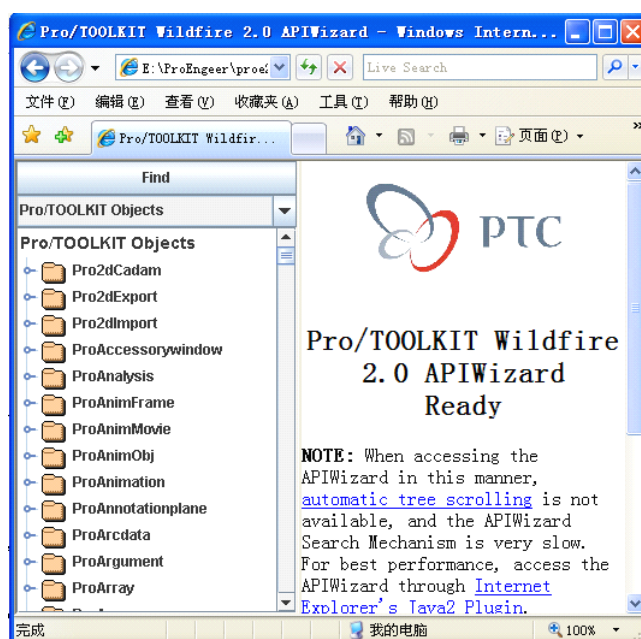 Pro/TOOLKIT Wildfire 2.0 APIWizard - Windows Intern...
E:\ProEngeer\proe2
Live Search
文件(F) 编辑(E) 查看(V) 收藏夹(A) 工具(T) 帮助(H)
Pro/TOOLKIT Wildfir...
页面(P)
»
Find
Pro/TOOLKIT Objects
Pro/TOOLKIT Objects
Pro2dCadam
Pro2dExport
Pro2dImport
ProAccessorywindow
ProAnalysis
ProAnimFrame
ProAnimMovie
ProAnimObj
ProAnimation
ProAnnotationplane
ProArcdata
ProArgument
ProArray
PTC
Pro/TOOLKIT Wildfire
2.0 APIWizard
Ready
NOTE: When accessing the
APIWizard in this manner,
automatic tree scrolling is not
available, and the APIWizard
Search Mechanism is very slow.
For best performance, access the
APIWizard through Internet
Explorer's Java2 Plugin.
完成
我的电脑
100%